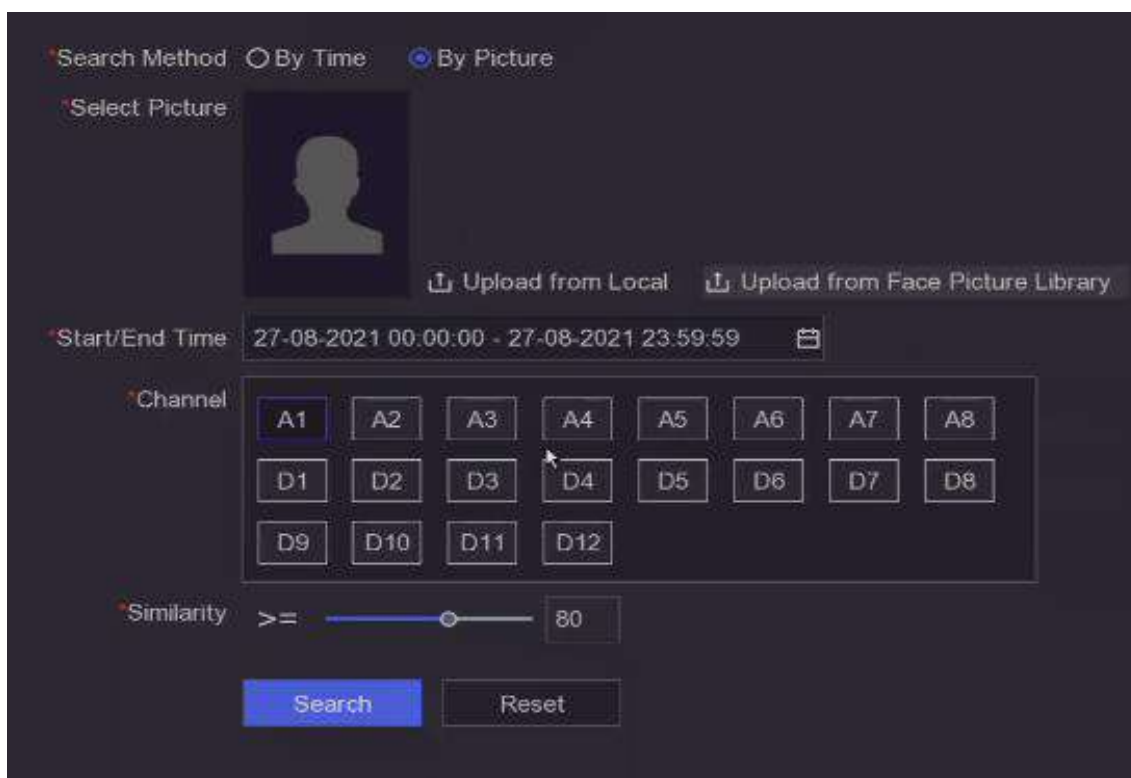 *Search Method By Time By Picture
*Select Picture
Upload from Local Upload from Face Picture Library
*Start/End Time 27-08-2021 00:00:00 - 27-08-2021 23:59:59
*Channel
A1 A2 A3 A4 A5 A6 A7 A8
D1 D2 D3 D4 D5 D6 D7 D8
D9 D10 D11 D12
*Similarity >= 80
Search Reset